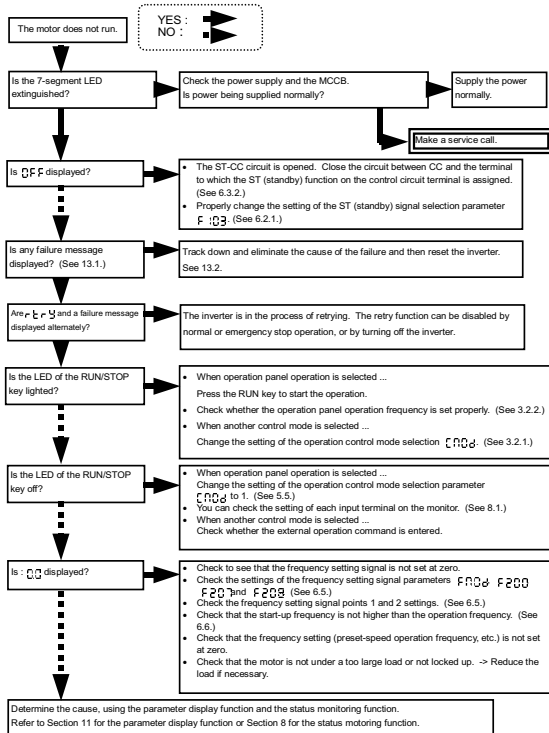 The motor does not run.
YES :
NO :
Is the 7-segment LED
extinguished?
Check the power supply and the MCCB.
Is power being supplied normally?
Supply the power
normally.
Make a service call.
Is OFF displayed?
• The ST-CC circuit is opened. Close the circuit between CC and the terminal
to which the ST (standby) function on the control circuit terminal is assigned.
(See 6.3.2.)
• Properly change the setting of the ST (standby) signal selection parameter
F103. (See 6.2.1.)
Is any failure message
displayed? (See 13.1.)
Track down and eliminate the cause of the failure and then reset the inverter.
See 13.2.
Are rtry and a failure message
displayed alternately?
The inverter is in the process of retrying. The retry function can be disabled by
normal or emergency stop operation, or by turning off the inverter.
Is the LED of the RUN/STOP
key lighted?
• When operation panel operation is selected ...
Press the RUN key to start the operation.
• Check whether the operation panel operation frequency is set properly. (See 3.2.2.)
• When another control mode is selected ...
Change the setting of the operation control mode selection CMOd. (See 3.2.1.)
Is the LED of the RUN/STOP
key off?
• When operation panel operation is selected ...
Change the setting of the operation control mode selection parameter
CMOd to 1. (See 5.5.)
• You can check the setting of each input terminal on the monitor. (See 8.1.)
• When another control mode is selected ...
Check whether the external operation command is entered.
Is : 0.0 displayed?
• Check to see that the frequency setting signal is not set at zero.
• Check the settings of the frequency setting signal parameters FMOd F200
F207and F208 (See 6.5.)
• Check the frequency setting signal points 1 and 2 settings. (See 6.5.)
• Check that the start-up frequency is not higher than the operation frequency. (See
6.6.)
• Check that the frequency setting (preset-speed operation frequency, etc.) is not set
at zero.
• Check that the motor is not under a too large load or not locked up. -> Reduce the
load if necessary.
Determine the cause, using the parameter display function and the status monitoring function.
Refer to Section 11 for the parameter display function or Section 8 for the status motoring function.